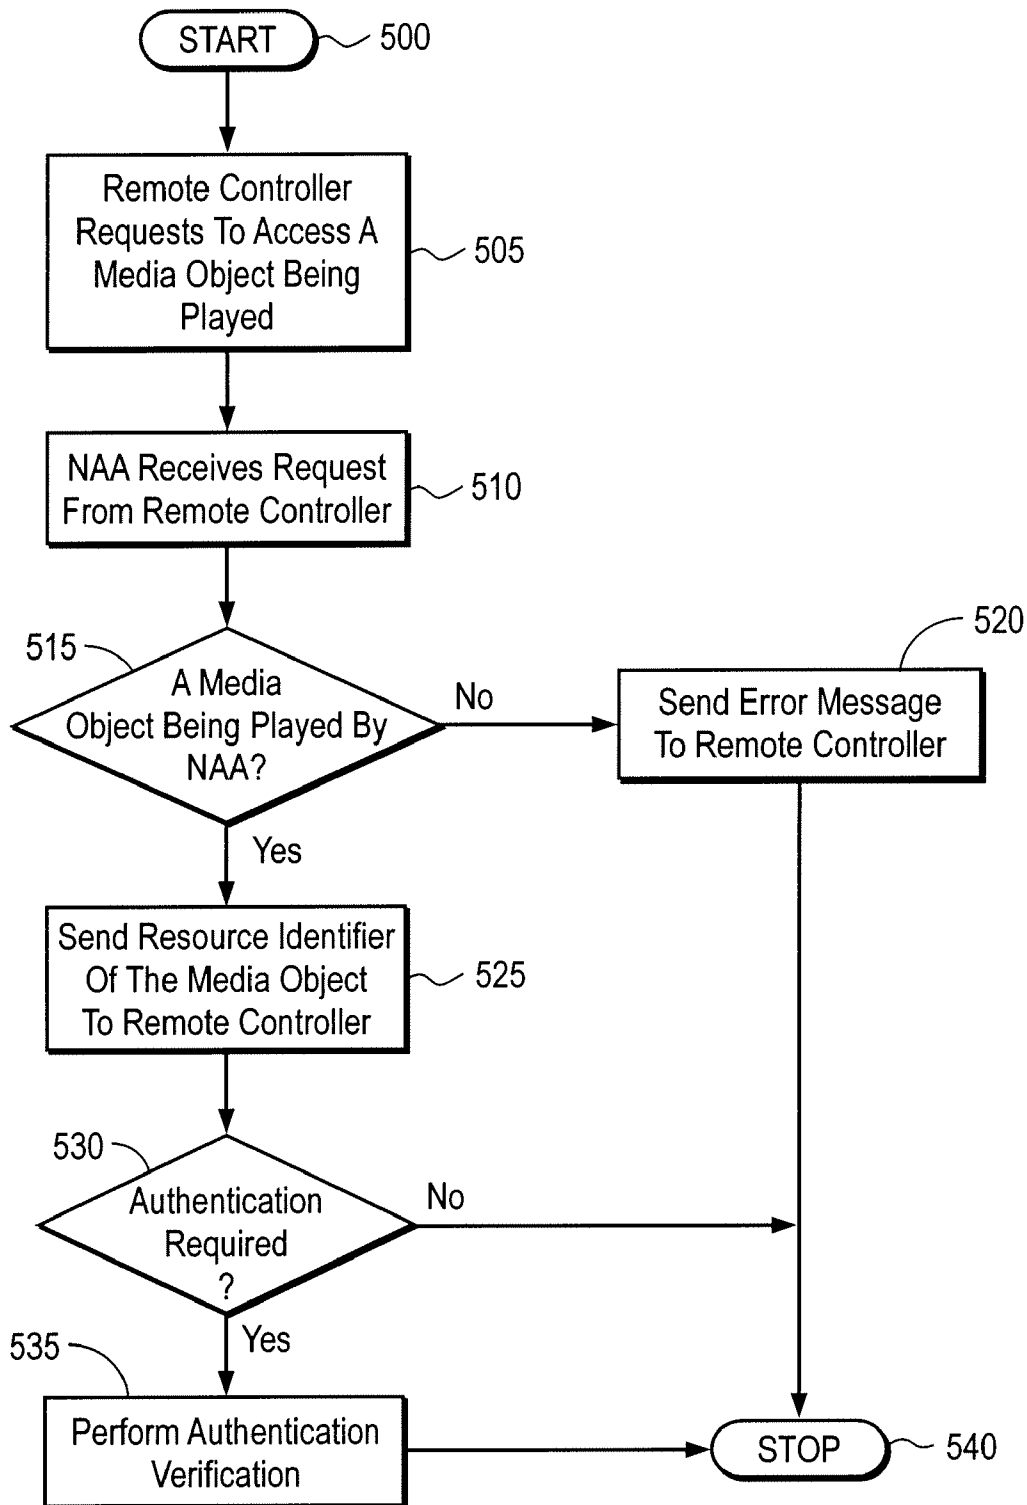 START
500
Remote Controller
Requests To Access A
Media Object Being
Played
505
NAA Receives Request
From Remote Controller
510
515
A Media
Object Being Played By
NAA?
No
520
Send Error Message
To Remote Controller
Yes
Send Resource Identifier
Of The Media Object
To Remote Controller
525
530
Authentication
Required
?
No
Yes
535
Perform Authentication
Verification
STOP
540